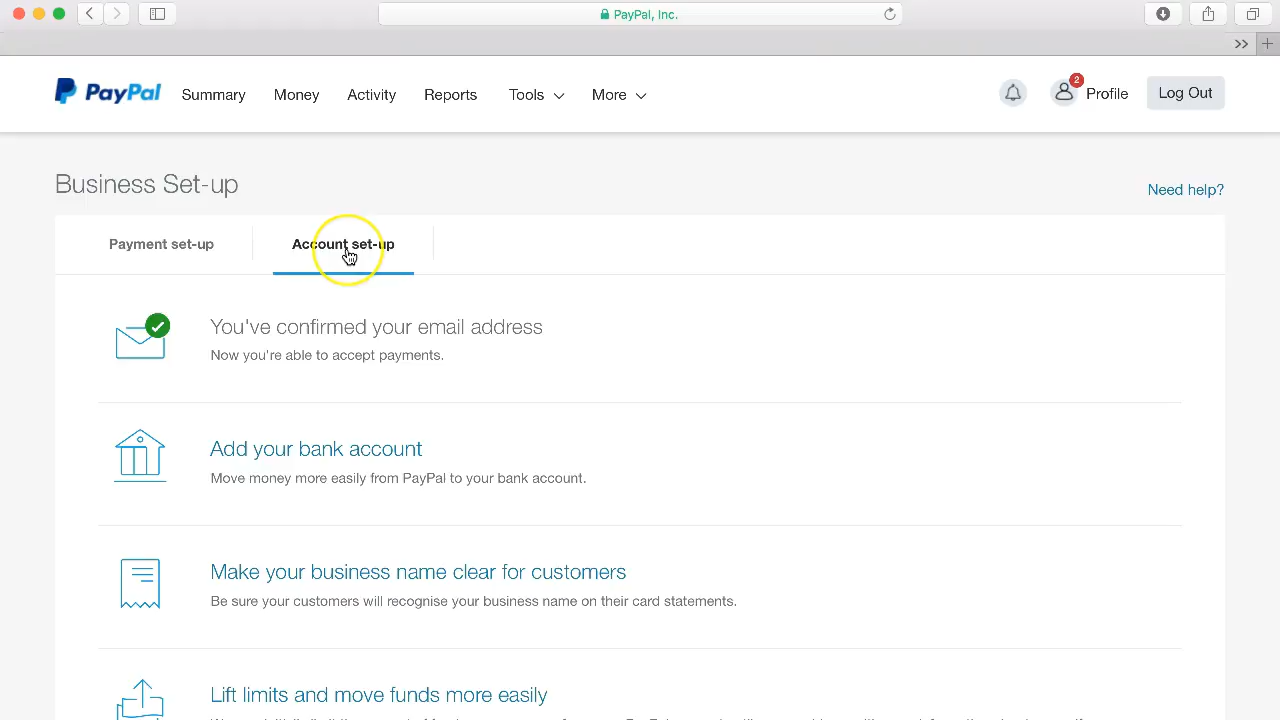 PayPal, Inc.
PayPal Summary Money Activity Reports Tools More 2 Profile Log Out
Business Set-up
Need help?
Payment set-up Account set-up
You've confirmed your email address
Now you're able to accept payments.
Add your bank account
Move money more easily from PayPal to your bank account.
Make your business name clear for customers
Be sure your customers will recognise your business name on their card statements.
Lift limits and move funds more easily